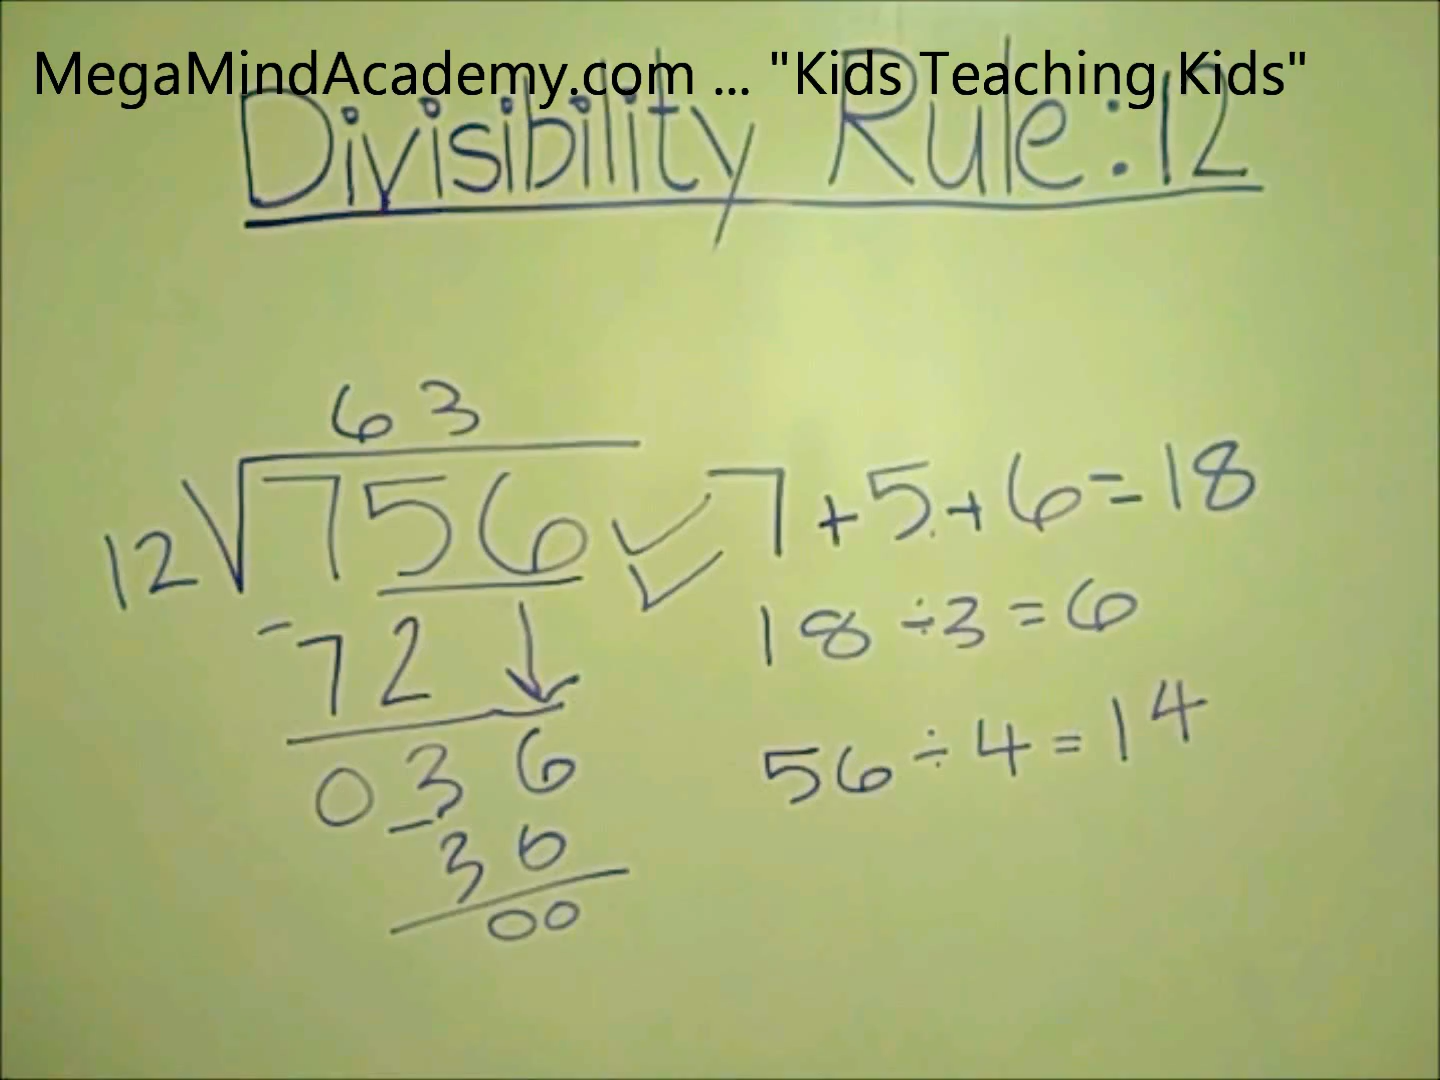 MegaMindAcademy.com ... "Kids Teaching Kids"
Divisibility Rule:12
63
12√756 ✓ 7+5+6=18
✓
-72
18÷3=6
036
56÷4=14
-36
00